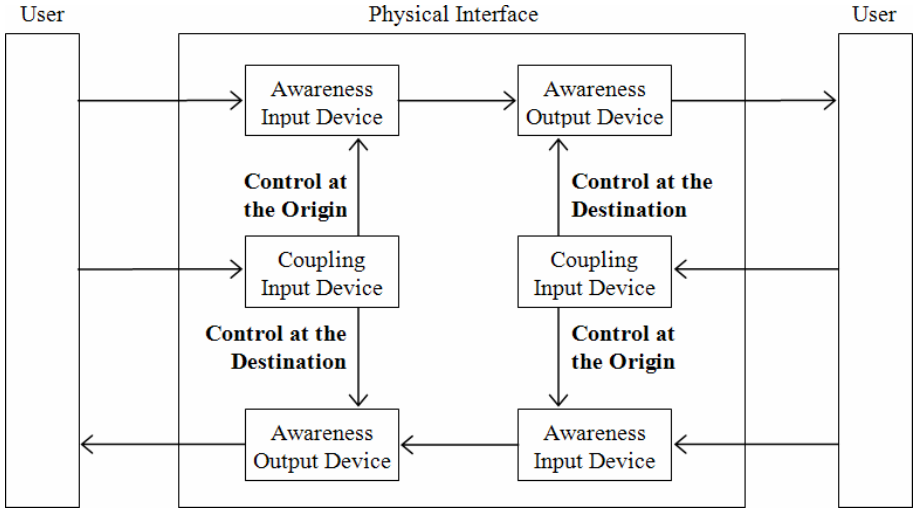 User
Physical Interface
User
Awareness
Input Device
Awareness
Output Device
Control at
the Origin
Control at the
Destination
Coupling
Input Device
Coupling
Input Device
Control at the
Destination
Control at
the Origin
Awareness
Output Device
Awareness
Input Device